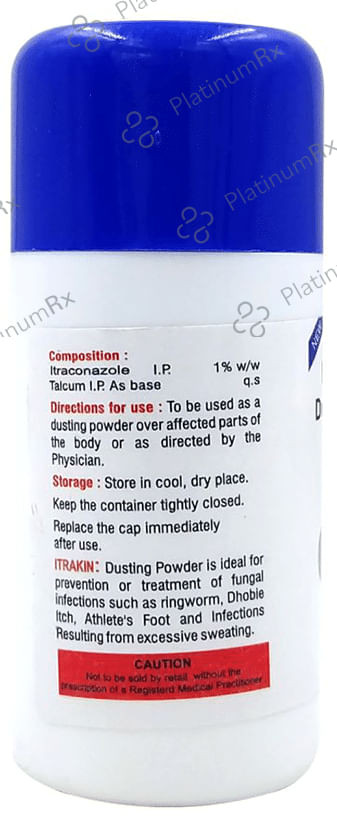 PlatinumRx
PlatinumRx
PlatinumRx
Composition :
Itraconazole I.P. 1% w/w
Talcum I.P. As base q.s
Directions for use : To be used as a
dusting powder over affected parts of
the body or as directed by the
Physician.
Storage : Store in cool, dry place.
Keep the container tightly closed.
Replace the cap immediately
after use.
ITRAKIN: Dusting Powder is ideal for
prevention or treatment of fungal
infections such as ringworm, Dhobie
Itch, Athlete's Foot and Infections
Resulting from excessive sweating.
CAUTION
Not to be sold by retail without the
prescription of a Registerd Medical Practitioner